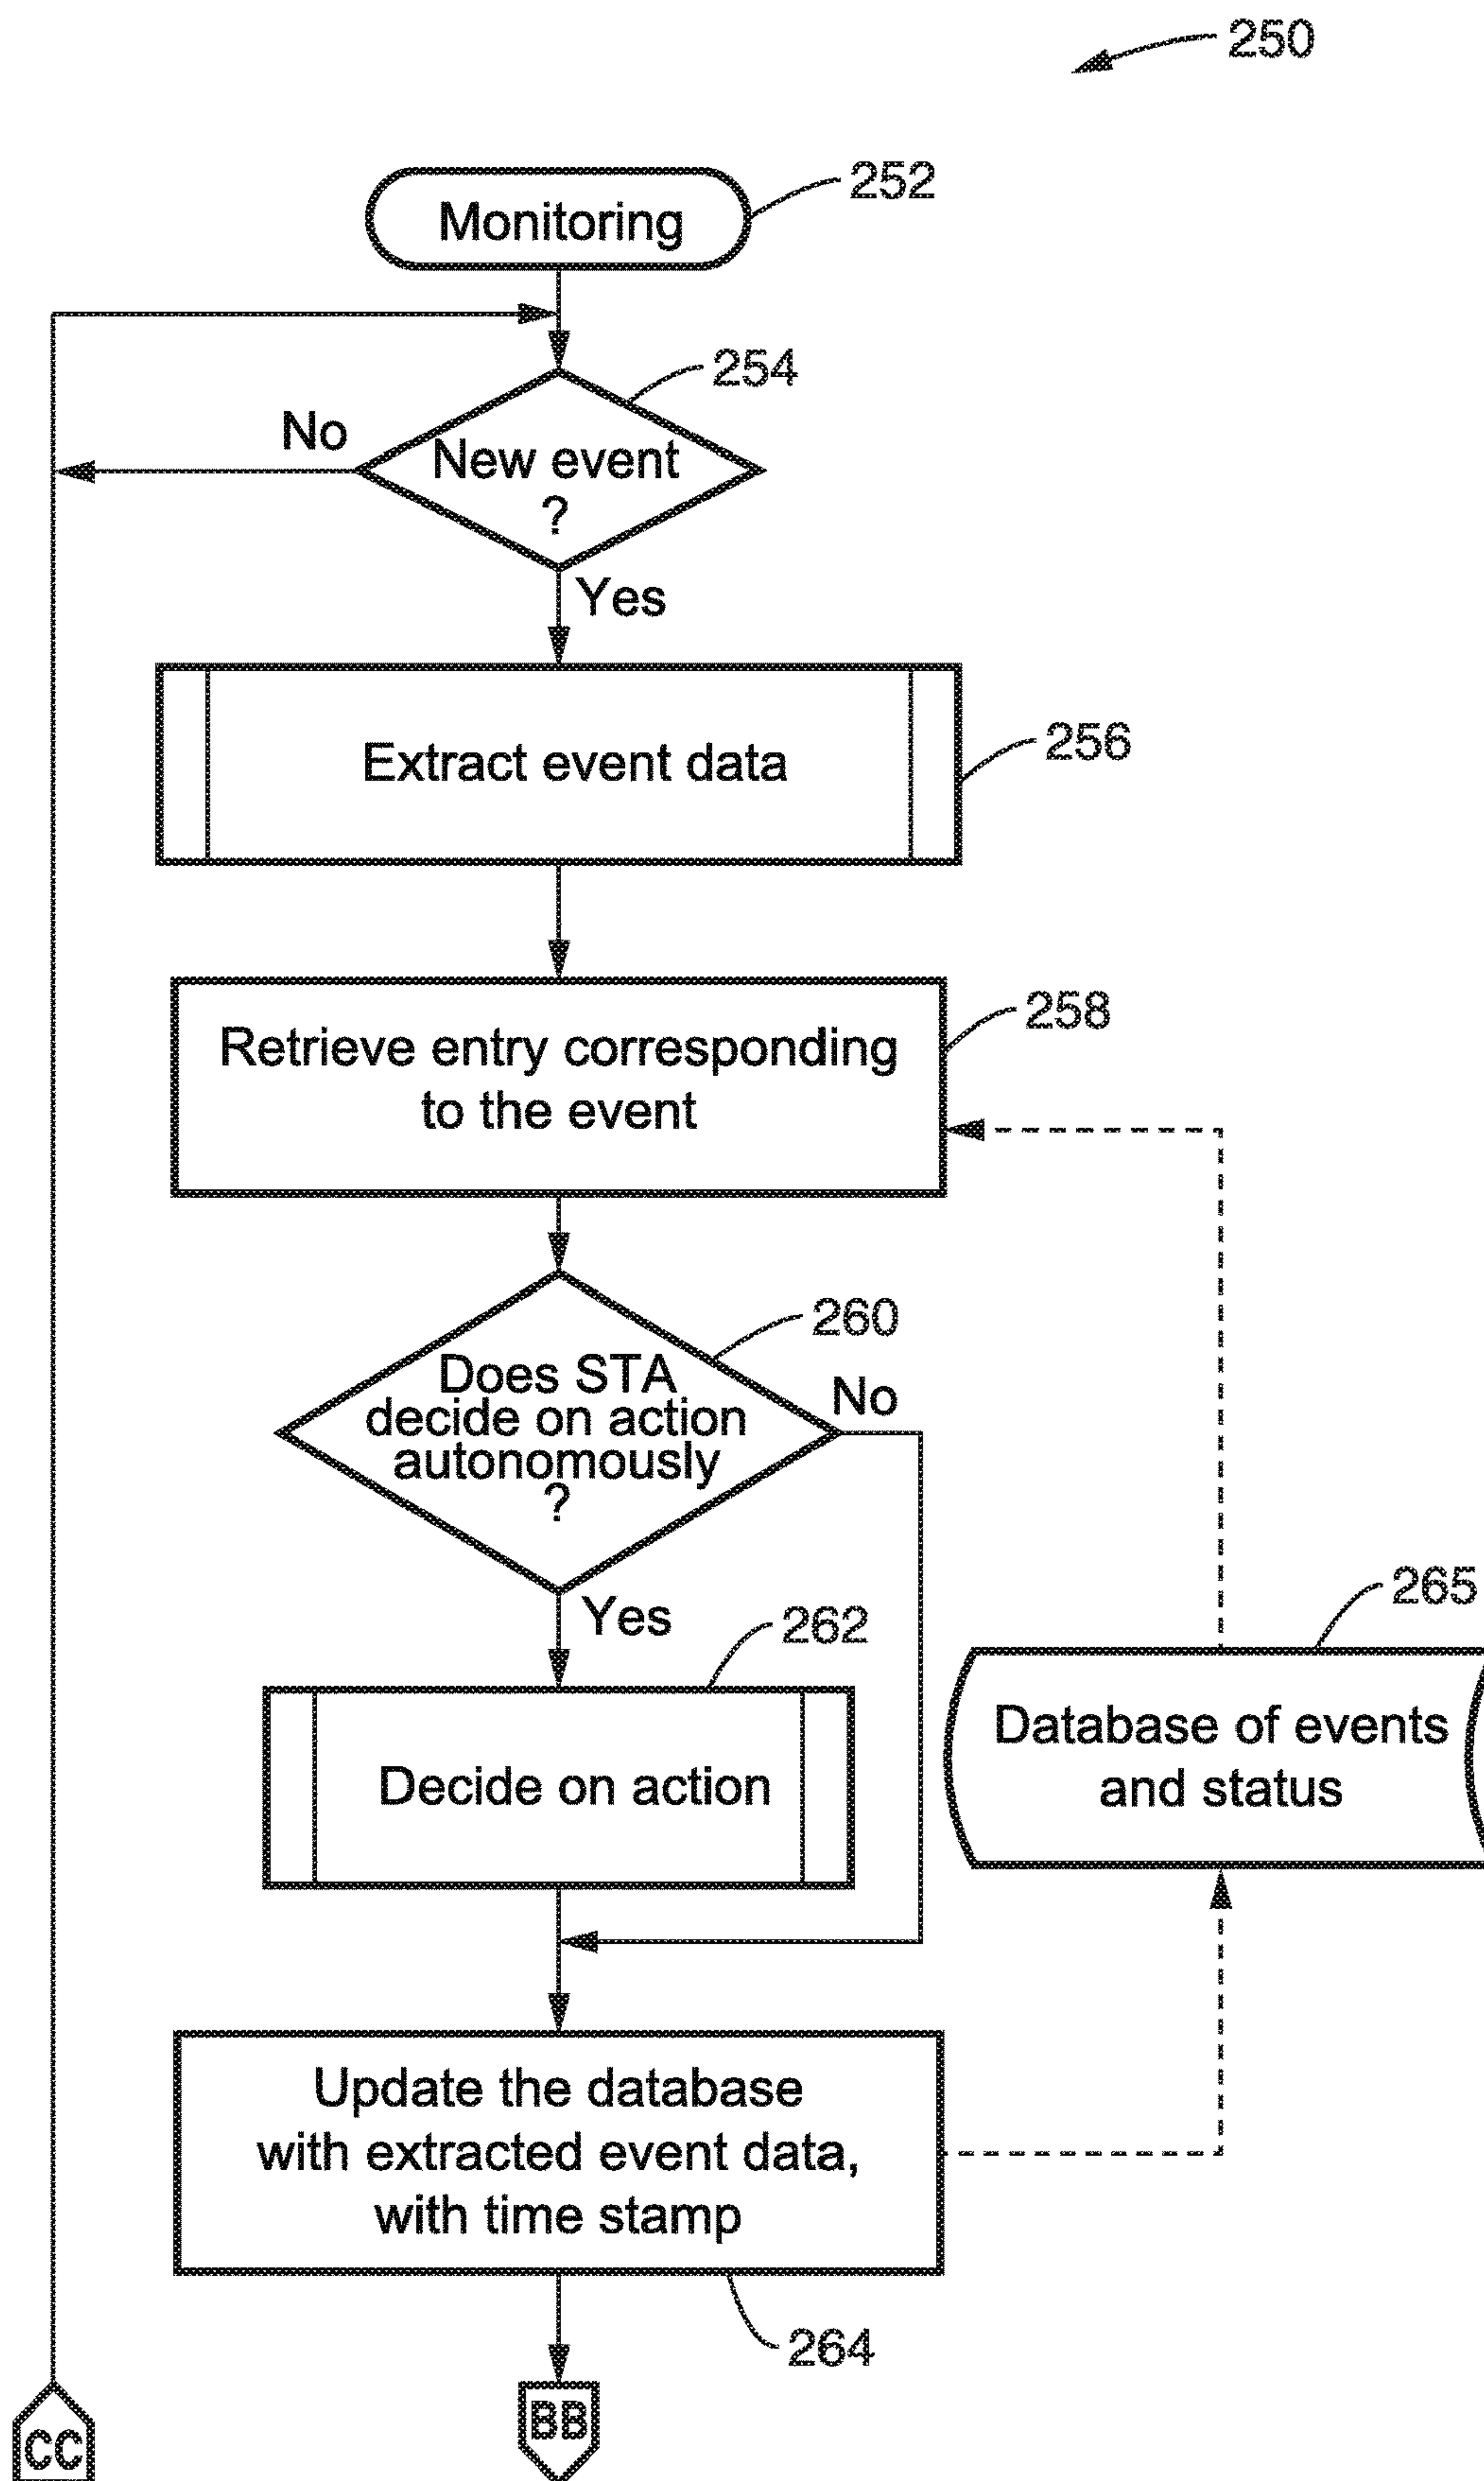 250
Monitoring
252
254
No
New event
?
Yes
Extract event data
256
Retrieve entry corresponding
to the event
258
260
Does STA
decide on action
autonomously
?
No
Yes
262
265
Decide on action
Database of events
and status
Update the database
with extracted event data,
with time stamp
264
CC
BB